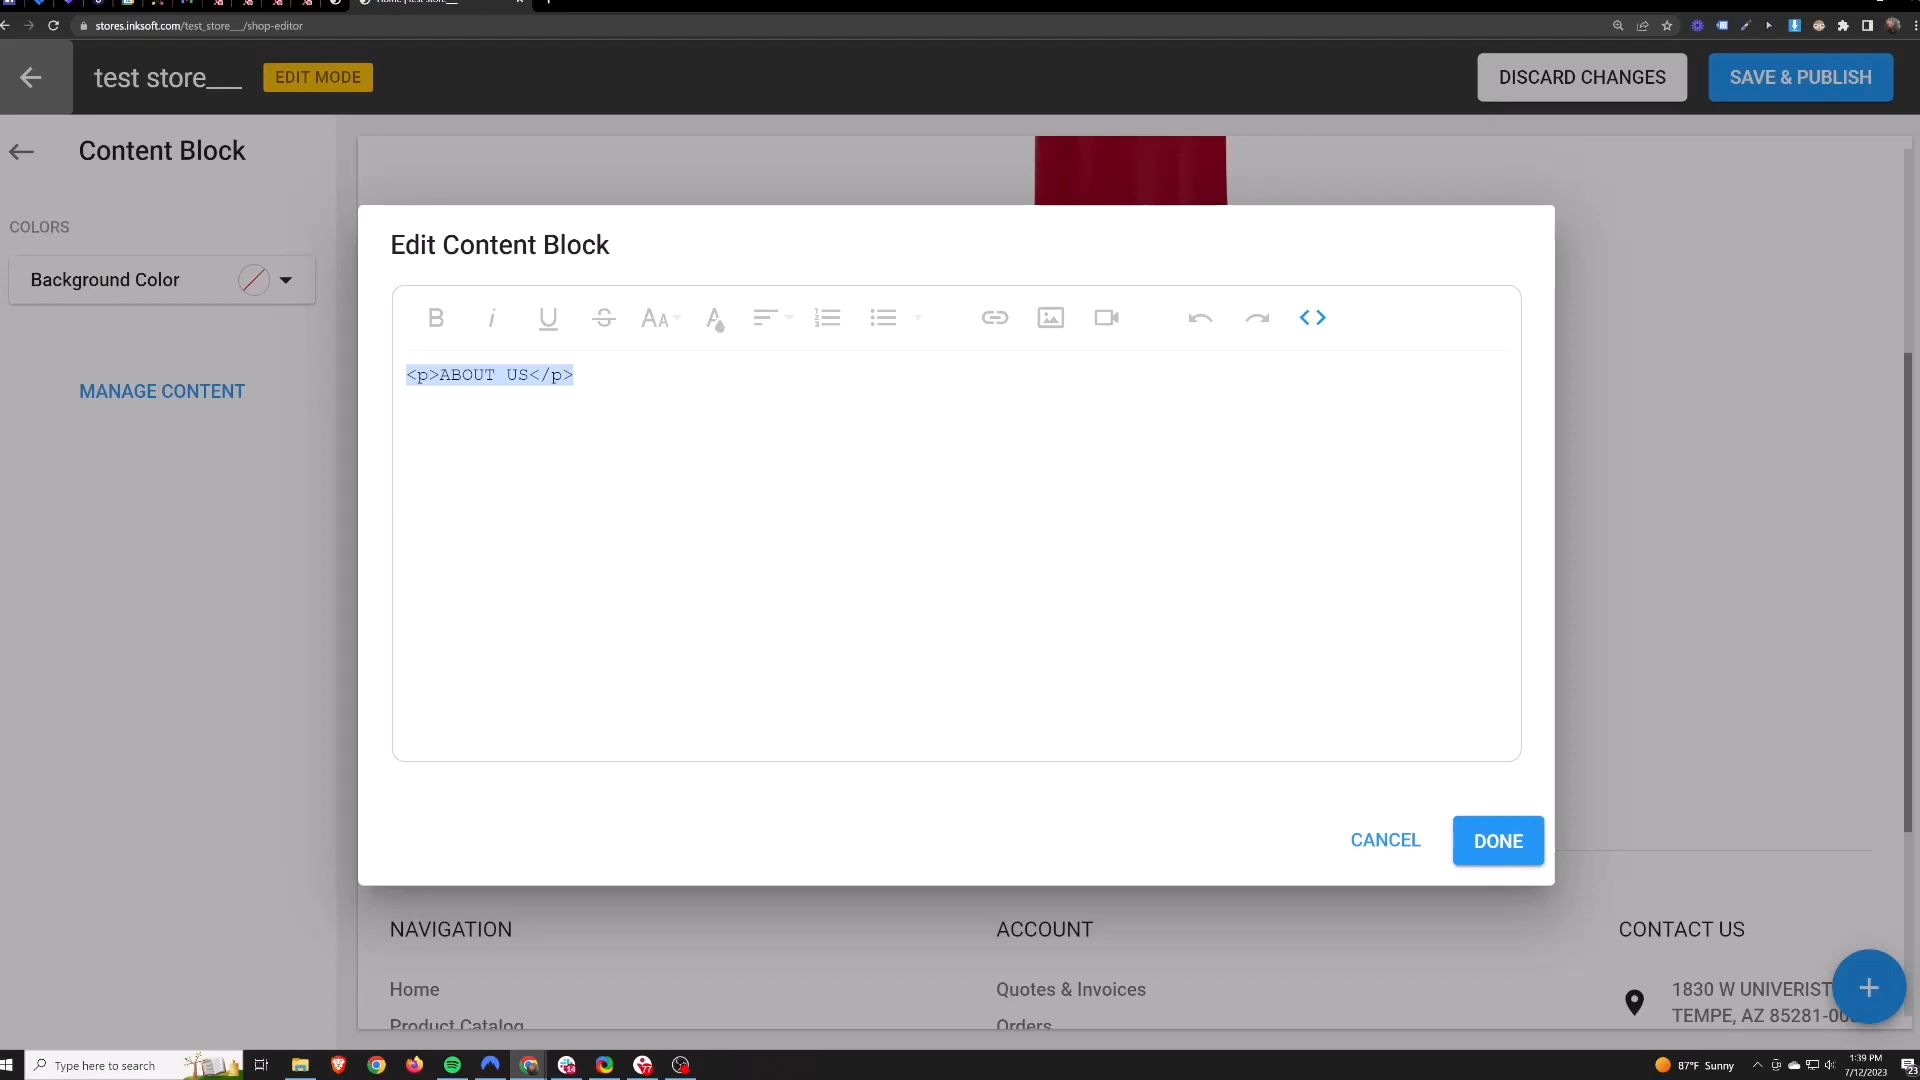 stores.inksoft.com/test_store___/shop-editor
test store___
EDIT MODE
DISCARD CHANGES
SAVE & PUBLISH
Content Block
COLORS
Background Color
MANAGE CONTENT
Edit Content Block
<p>ABOUT US</p>
CANCEL
DONE
NAVIGATION
ACCOUNT
CONTACT US
Home
Quotes & Invoices
1830 W UNIVERIST
Product Catalog
Orders
TEMPE, AZ 85281-00
Type here to search
87°F Sunny
1:39 PM
7/12/2023